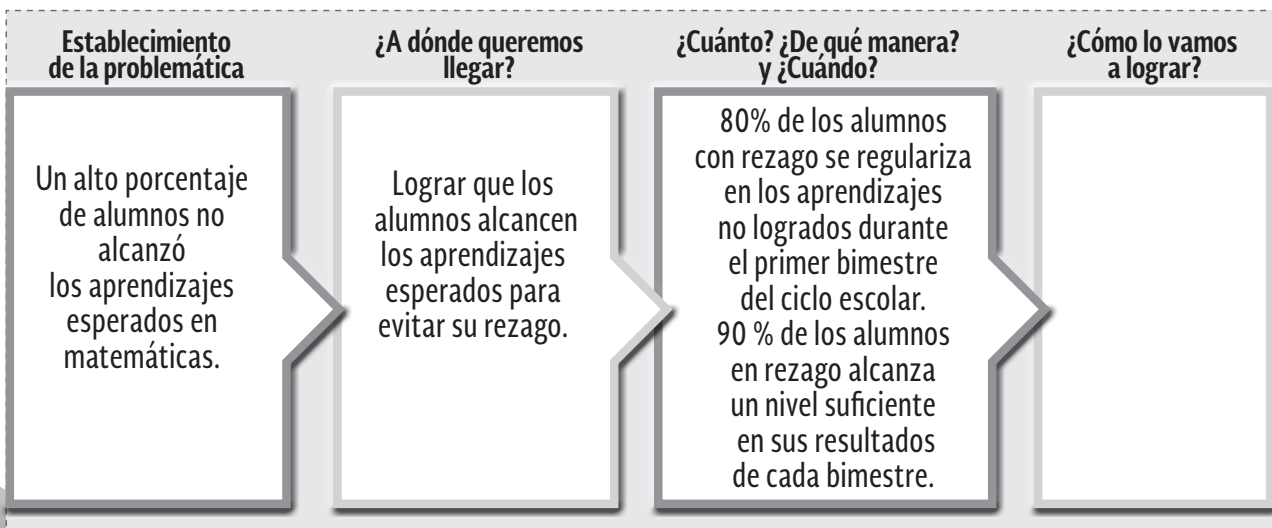 Establecimiento
de la problemática
Un alto porcentaje
de alumnos no
alcanzó
los aprendizajes
esperados en
matemáticas.
¿A dónde queremos
llegar?
Lograr que los
alumnos alcancen
los aprendizajes
esperados para
evitar su rezago.
¿Cuánto? ¿De qué manera?
y ¿Cuándo?
80% de los alumnos
con rezago se regulariza
en los aprendizajes
no logrados durante
el primer bimestre
del ciclo escolar.
90 % de los alumnos
en rezago alcanza
un nivel suficiente
en sus resultados
de cada bimestre.
¿Cómo lo vamos
a lograr?